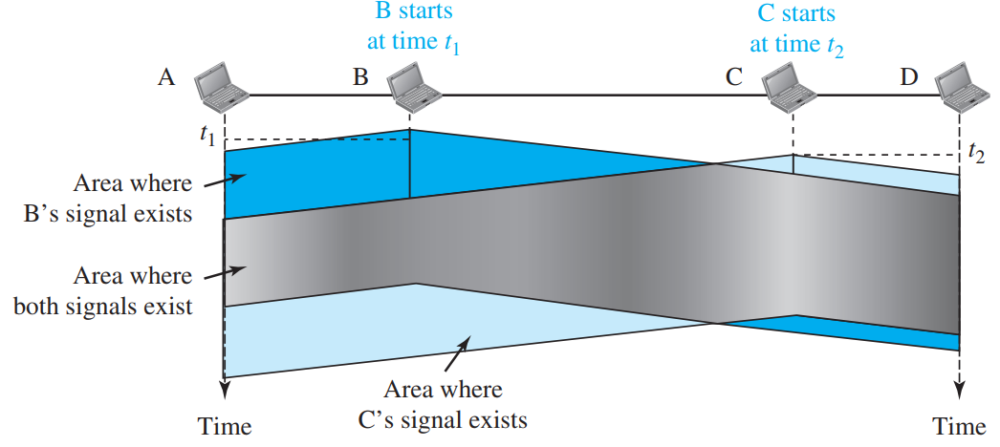 B starts
at time t1
C starts
at time t2
A
B
C
D
t1
t2
Area where
B’s signal exists
Area where
both signals exist
Area where
C’s signal exists
Time
Time